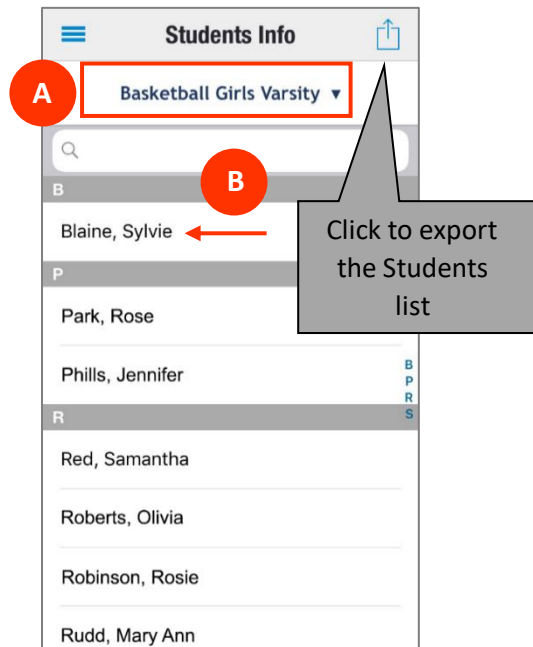 Students Info
A
Basketball Girls Varsity ▼
B
B
Blaine, Sylvie
Click to export
the Students
list
P
Park, Rose
Phills, Jennifer
B
P
R
S
R
Red, Samantha
Roberts, Olivia
Robinson, Rosie
Rudd, Mary Ann